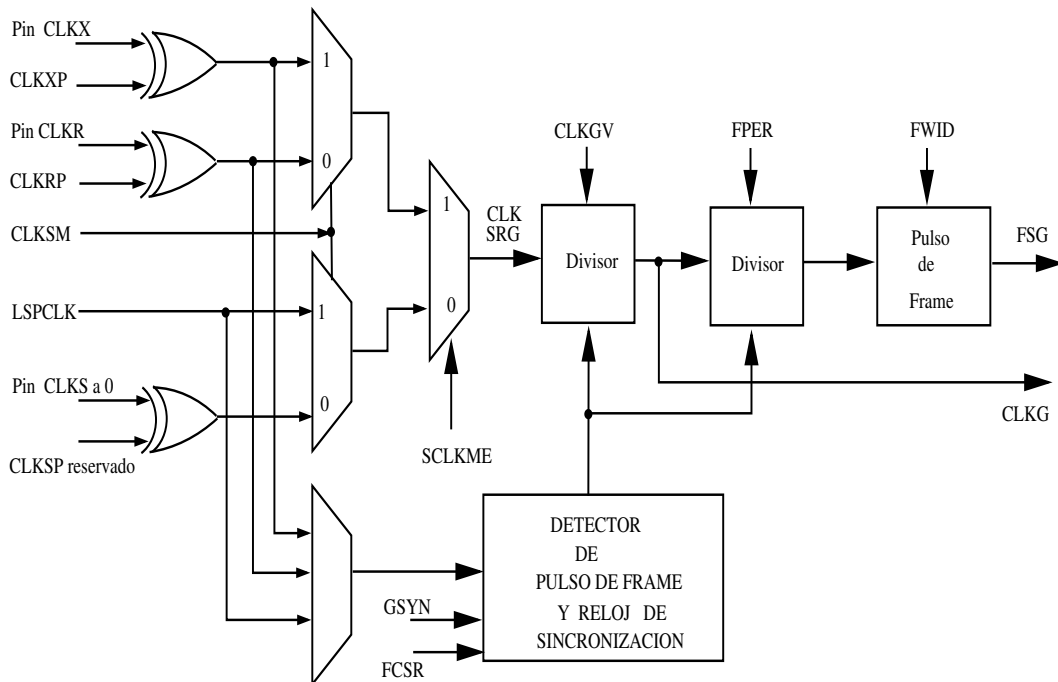 Pin CLKX
CLKXP
1
Pin CLKR
CLKRP
0
CLKSM
LSPCLK
1
Pin CLKS a 0
0
CLKSP reservado
1
0
SCLKME
CLK
SRG
CLKGV
Divisor
FPER
Divisor
FWID
Pulso
de
Frame
FSG
CLKG
DETECTOR
DE
PULSO DE FRAME
Y RELOJ DE
SINCRONIZACION
GSYN
FCSR